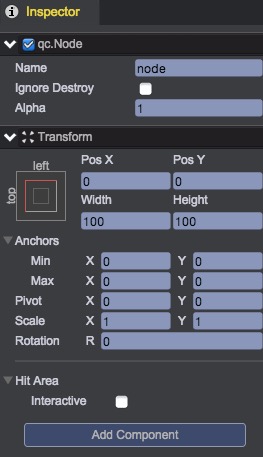 Inspector
qc.Node
Name node
Ignore Destroy
Alpha 1
Transform
left
top
Pos X Pos Y
0 0
Width Height
100 100
Anchors
Min X 0 Y 0
Max X 0 Y 0
Pivot X 0 Y 0
Scale X 1 Y 1
Rotation R 0
Hit Area
Interactive
Add Component